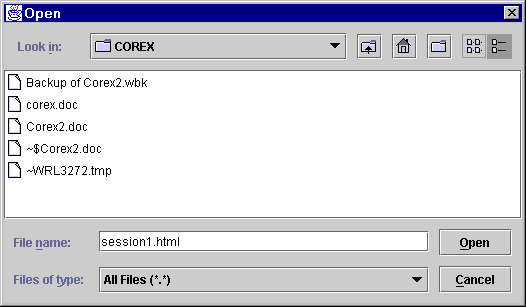 Open
Look in: COREX
Backup of Corex2.wbk
corex.doc
Corex2.doc
~$Corex2.doc
~WRL3272.tmp
File name: session1.html Open
Files of type: All Files (*.*) Cancel